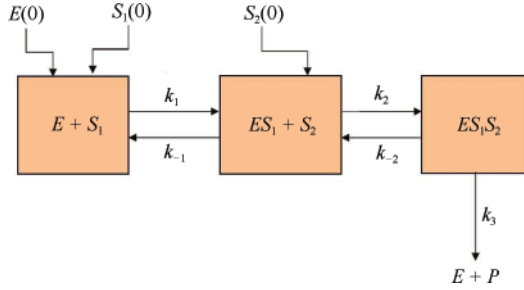 E(0) S₁(0) S₂(0)
k₁ k₂
E + S₁ ES₁ + S₂ ES₁S₂
k₋₁ k₋₂
k₃
E + P